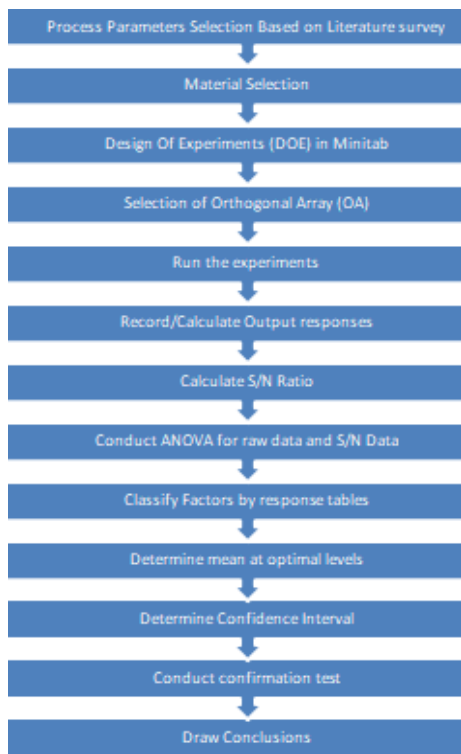 Process Parameters Selection Based on Literature survey
Material Selection
Design Of Experiments (DOE) in Minitab
Selection of Orthogonal Array (OA)
Run the experiments
Record/Calculate Output responses
Calculate S/N Ratio
Conduct ANOVA for raw data and S/N Data
Classify Factors by response tables
Determine mean at optimal levels
Determine Confidence Interval
Conduct confirmation test
Draw Conclusions